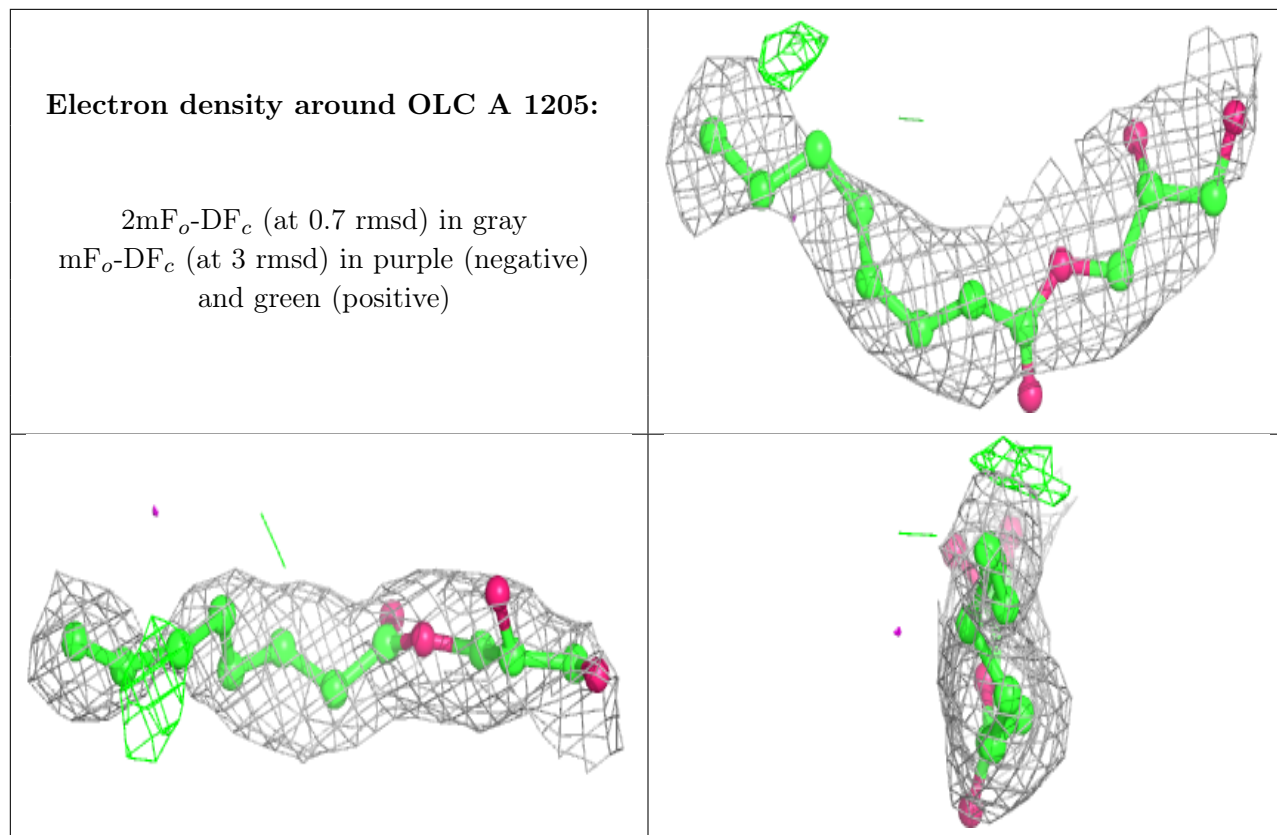 Electron density around OLC A 1205:
2mFₒ-DF𝒸 (at 0.7 rmsd) in gray
mFₒ-DF𝒸 (at 3 rmsd) in purple (negative)
and green (positive)